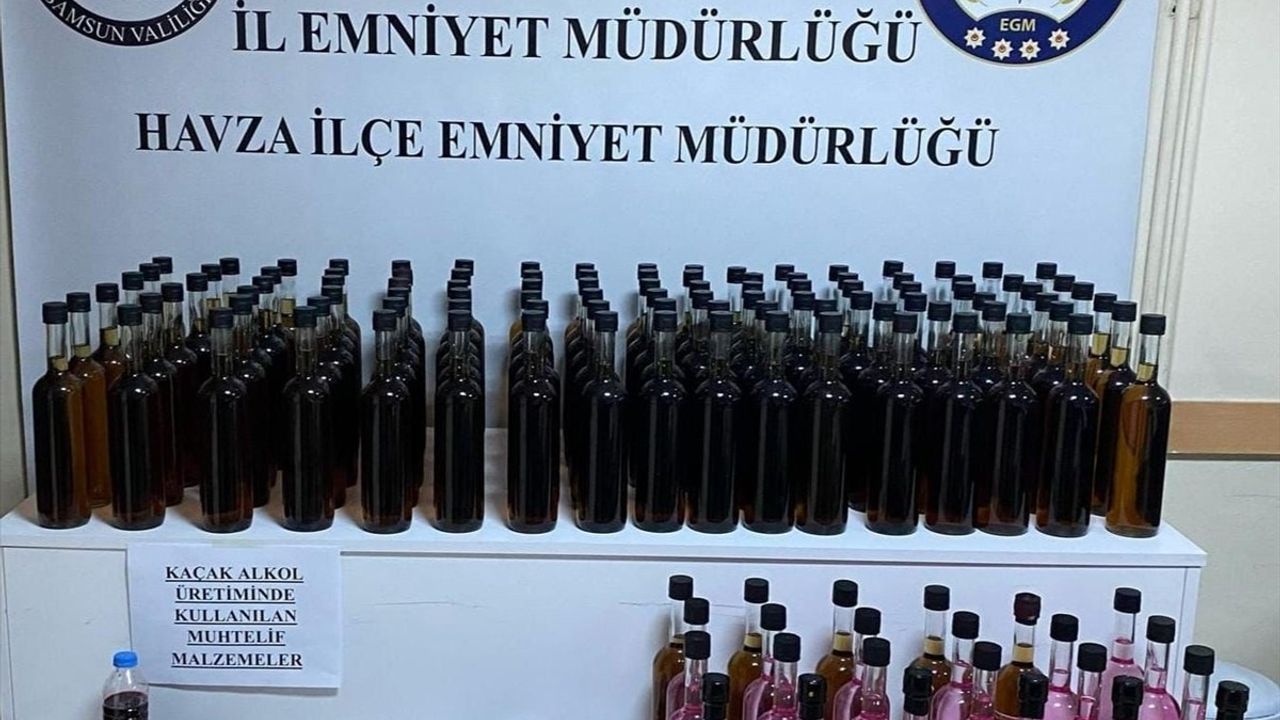 SAMSUN VALİLİĞİ
EGM
İL EMNİYET MÜDÜRLÜĞÜ
HAVZA İLÇE EMNİYET MÜDÜRLÜĞÜ
KAÇAK ALKOL
ÜRETİMİNDE
KULLANILAN
MUHTELİF
MALZEMELER